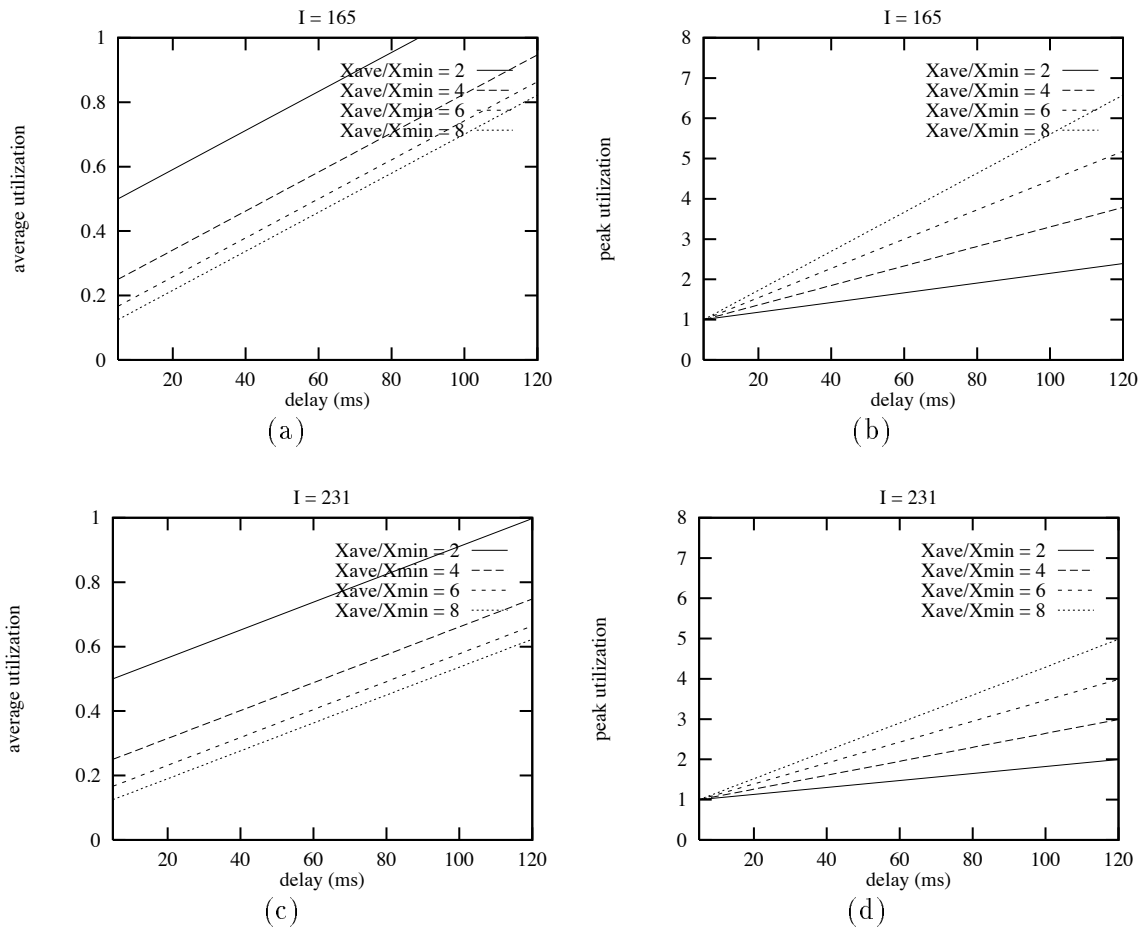 I = 165
1
0.8
0.6
0.4
0.2
0
average utilization
Xave/Xmin = 2
Xave/Xmin = 4
Xave/Xmin = 6
Xave/Xmin = 8
20 40 60 80 100 120
delay (ms)
(a)
I = 165
8
7
6
5
4
3
2
1
0
peak utilization
Xave/Xmin = 2
Xave/Xmin = 4
Xave/Xmin = 6
Xave/Xmin = 8
20 40 60 80 100 120
delay (ms)
(b)
I = 231
1
0.8
0.6
0.4
0.2
0
average utilization
Xave/Xmin = 2
Xave/Xmin = 4
Xave/Xmin = 6
Xave/Xmin = 8
20 40 60 80 100 120
delay (ms)
(c)
I = 231
8
7
6
5
4
3
2
1
0
peak utilization
Xave/Xmin = 2
Xave/Xmin = 4
Xave/Xmin = 6
Xave/Xmin = 8
20 40 60 80 100 120
delay (ms)
(d)